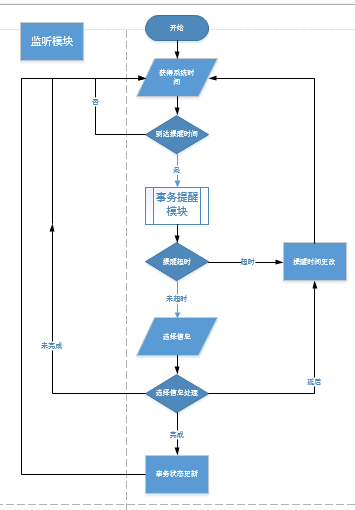 开始
监听模块
获得系统时
间
否
到达提醒时间
是
事务提醒
模块
提醒超时
超时
提醒时间更改
未超时
选择信息
未完成
延后
选择信息处理
完成
事务状态更新